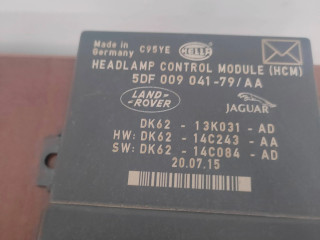 Made in
Germany
C95YE
HELLA
HEADLAMP CONTROL MODULE (HCM)
5DF 009 041-79/AA
LAND-
ROVER
JAGUAR
DK62 - 13K031 - AD
HW: DK62 - 14C243 - AA
SW: DK62 - 14C084 - AD
20.07.15